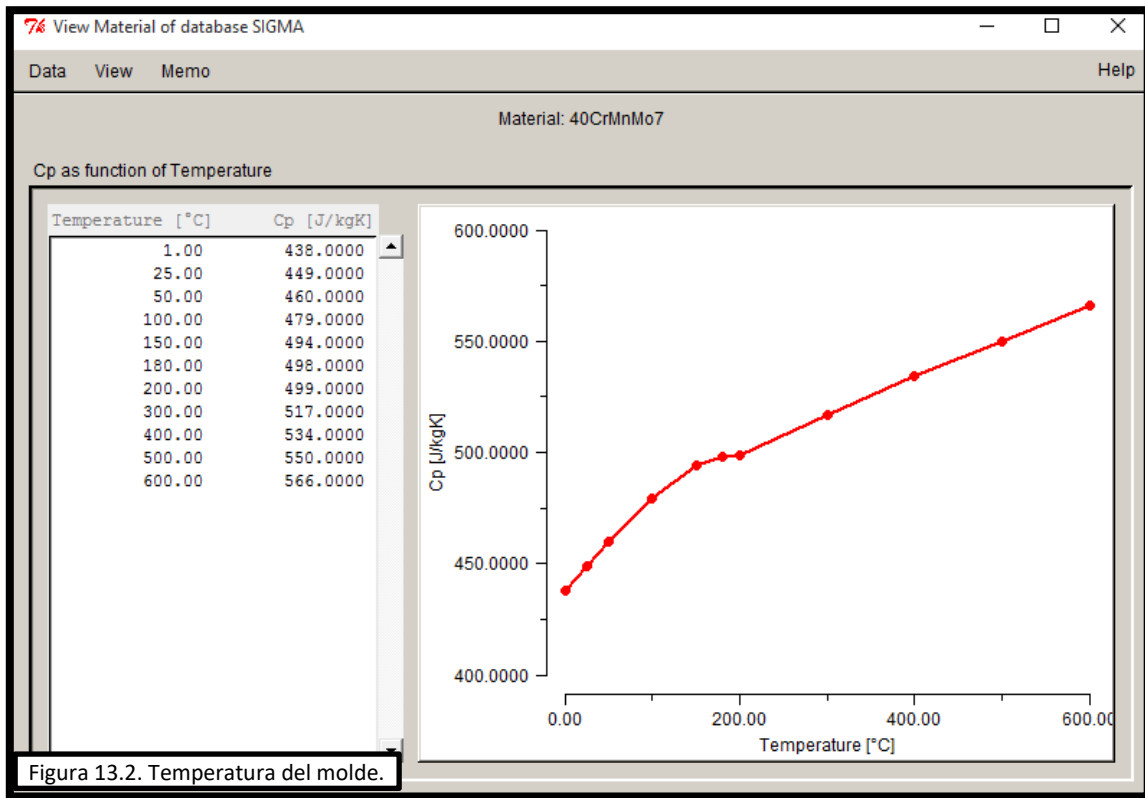 View Material of database SIGMA
Data View Memo Help
Material: 40CrMnMo7
Cp as function of Temperature
Temperature [°C] Cp [J/kgK]
1.00 438.0000
25.00 449.0000
50.00 460.0000
100.00 479.0000
150.00 494.0000
180.00 498.0000
200.00 499.0000
300.00 517.0000
400.00 534.0000
500.00 550.0000
600.00 566.0000
600.0000
550.0000
500.0000
450.0000
400.0000
Cp [J/kgK]
0.00 200.00 400.00 600.00
Temperature [°C]
Figura 13.2. Temperatura del molde.